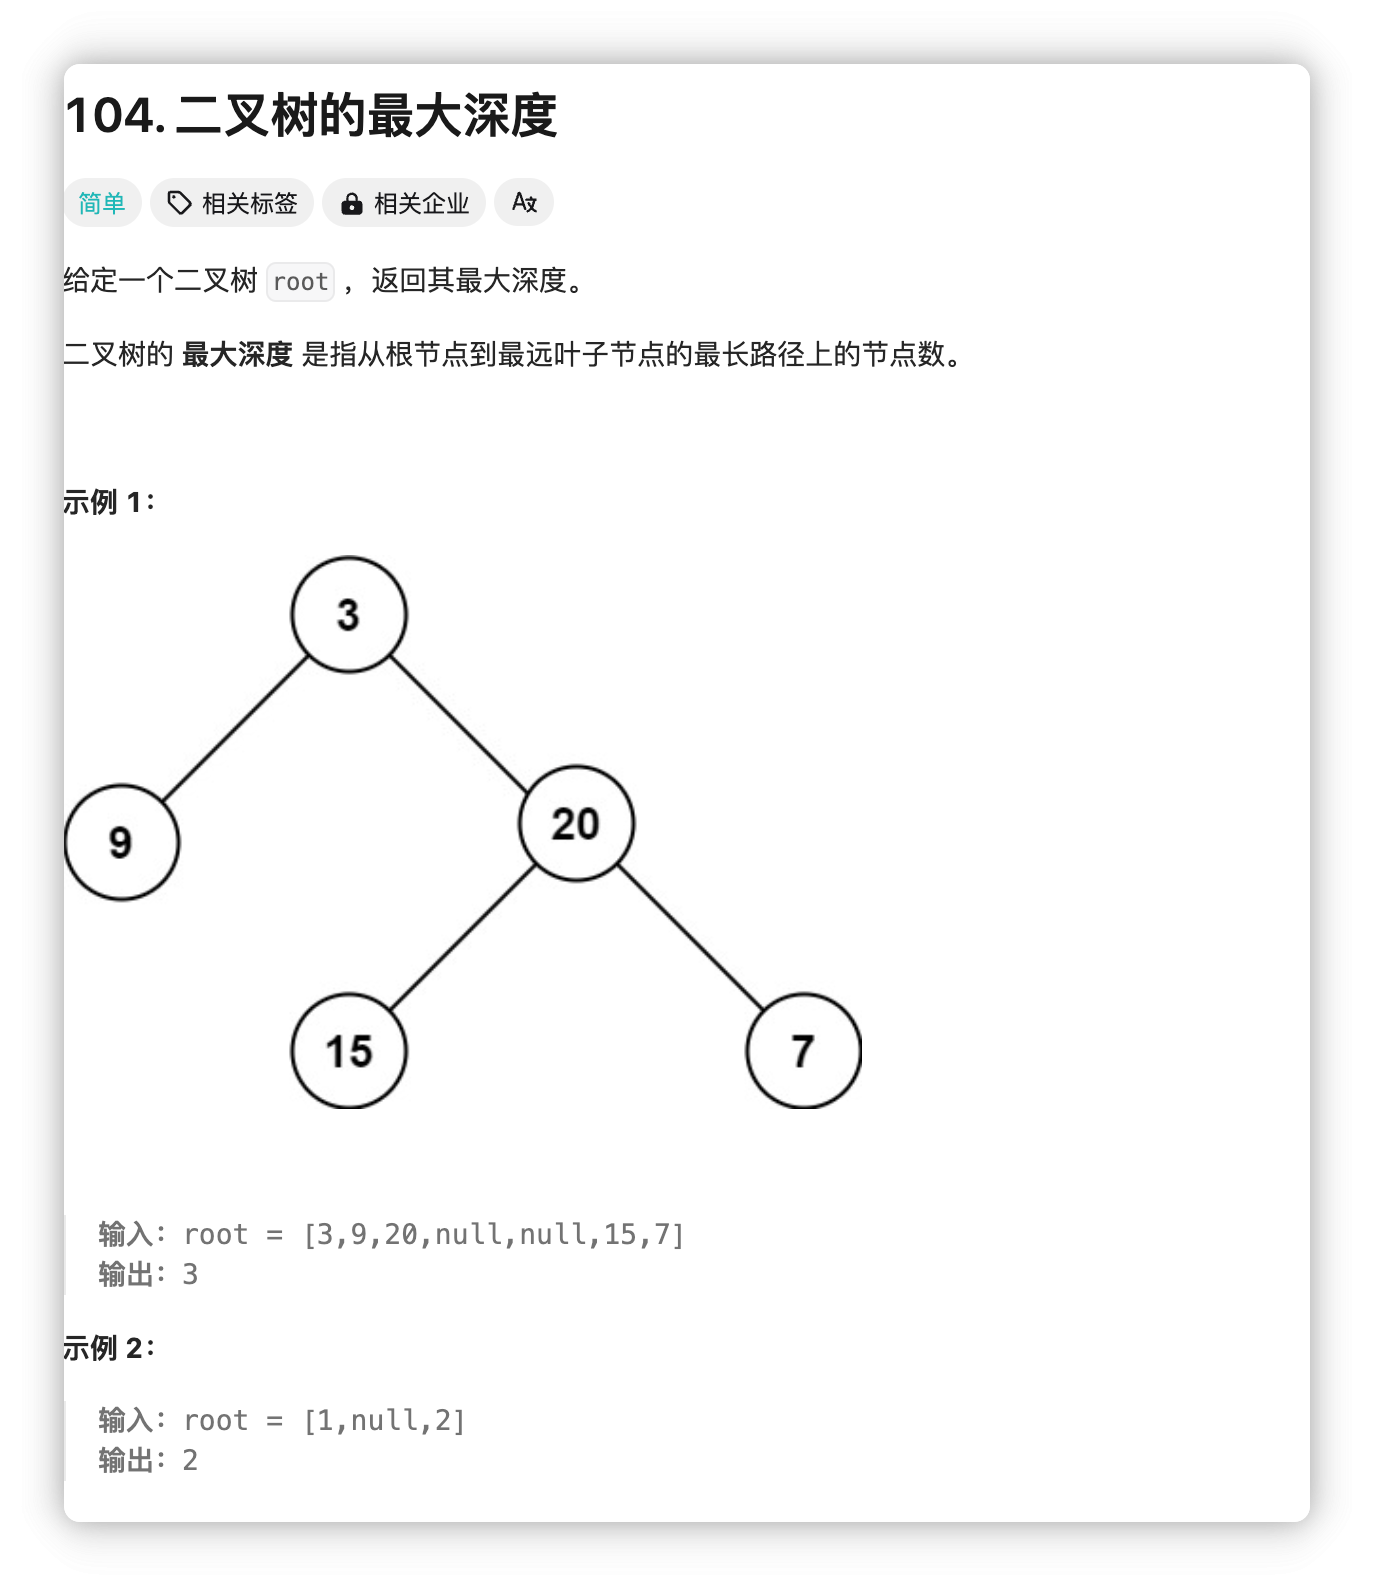 104. 二叉树的最大深度
简单 相关标签 相关企业
给定一个二叉树 root ，返回其最大深度。
二叉树的 最大深度 是指从根节点到最远叶子节点的最长路径上的节点数。
示例 1：
3
9
20
15
7
输入：root = [3,9,20,null,null,15,7]
输出：3
示例 2：
输入：root = [1,null,2]
输出：2